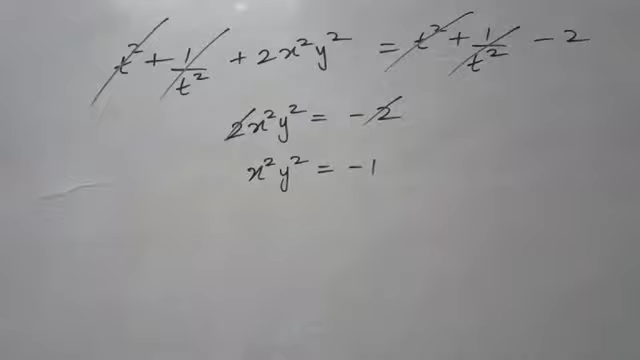 t² + 1/t² + 2x²y² = t² + 1/t² - 2
2x²y² = -2
x²y² = -1